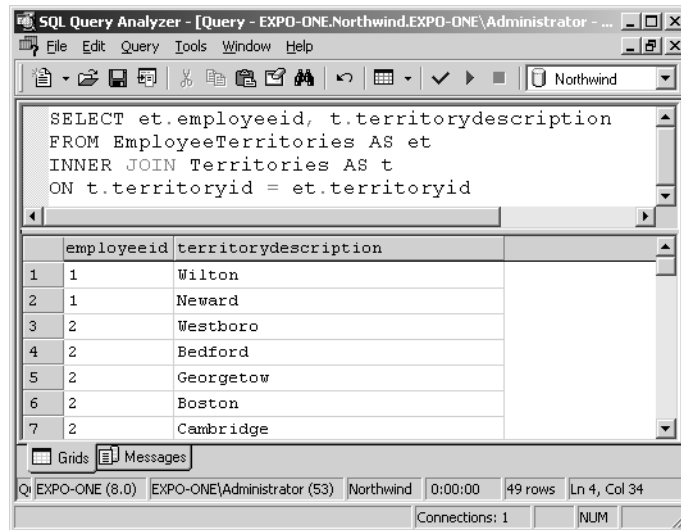 SQL Query Analyzer - [Query - EXPO-ONE.Northwind.EXPO-ONE\Administrator - ...
File Edit Query Tools Window Help
Northwind
SELECT et.employeeid, t.territorydescription
FROM EmployeeTerritories AS et
INNER JOIN Territories AS t
ON t.territoryid = et.territoryid
employeeid territorydescription
1 1 Wilton
2 1 Neward
3 2 Westboro
4 2 Bedford
5 2 Georgetow
6 2 Boston
7 2 Cambridge
Grids Messages
EXPO-ONE (8.0) EXPO-ONE\Administrator (53) Northwind 0:00:00 49 rows Ln 4, Col 34
Connections: 1 NUM